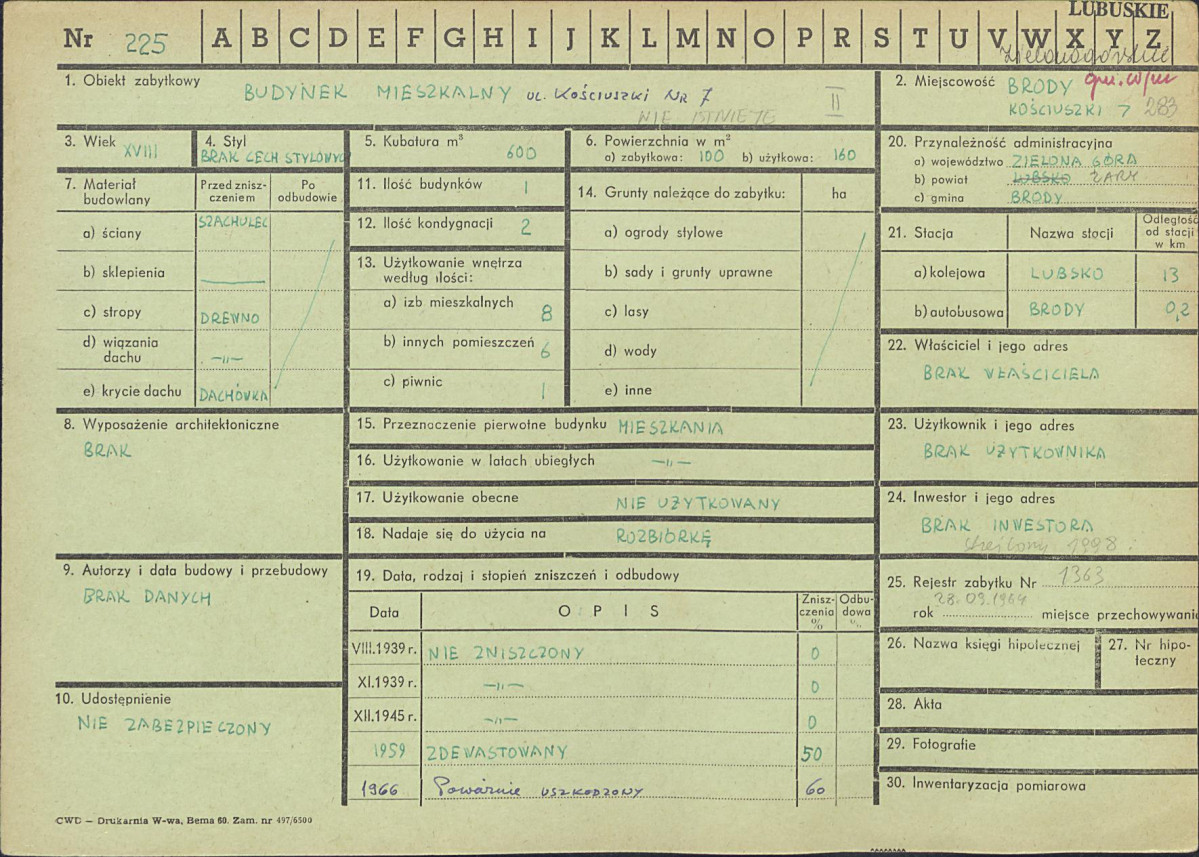 LUBUSKIE
Nr 225 A B C D E F G H I J K L M N O P R S T U V W X Y Z
Zielonogórskie
1. Obiekt zabytkowy BUDYNEK MIESZKALNY ul. Kościuszki NR 7
NIE ISTNIEJE II
2. Miejscowość BRODY gm. w/m
KOŚCIUSZKI 7 283
3. Wiek XVIII
4. Styl
BRAK CECH STYLOWYCH
5. Kubatura m³ 600
6. Powierzchnia w m²
a) zabytkowa: 100 b) użytkowa: 160
7. Materiał budowlany
Przed zniszczeniem
Po odbudowie
a) ściany SZACHULEC
b) sklepienia —
c) stropy DREWNO
d) wiązania dachu -„-
e) krycie dachu DACHÓWKA
8. Wyposażenie architektoniczne
BRAK
9. Autorzy i data budowy i przebudowy
BRAK DANYCH
10. Udostępnienie
NIE ZABEZPIECZONY
11. Ilość budynków 1
12. Ilość kondygnacji 2
13. Użytkowanie wnętrza
według ilości:
a) izb mieszkalnych 8
b) innych pomieszczeń 6
c) piwnic 1
14. Grunty należące do zabytku: ha
a) ogrody stylowe
b) sady i grunty uprawne
c) lasy
d) wody
e) inne
15. Przeznaczenie pierwotne budynku MIESZKANIA
16. Użytkowanie w latach ubiegłych -„-
17. Użytkowanie obecne NIE UŻYTKOWANY
18. Nadaje się do użycia na ROZBIÓRKĘ
19. Data, rodzaj i stopień zniszczeń i odbudowy
Data OPIS Zniszczenia % Odbudowa %
VIII.1939 r. NIE ZNISZCZONY 0
XI.1939 r. -„- 0
XII.1945 r. -„- 0
1959 ZDEWASTOWANY 50
1966 Poważnie uszkodzony 60
20. Przynależność administracyjna
a) województwo ZIELONA GÓRA
b) powiat LUBSKO ŻARY
c) gmina BRODY
21. Stacja Nazwa stacji Odległość od stacji w km
a) kolejowa LUBSKO 13
b) autobusowa BRODY 0,2
22. Właściciel i jego adres
BRAK WŁAŚCICIELA
23. Użytkownik i jego adres
BRAK UŻYTKOWNIKA
24. Inwestor i jego adres
BRAK INWESTORA
skreślony 1998.
25. Rejestr zabytku Nr 1363
rok 28.09.1964 miejsce przechowywani
26. Nazwa księgi hipotecznej
27. Nr hipoteczny
28. Akta
29. Fotografie
30. Inwentaryzacja pomiarowa
CWD — Drukarnia W-wa, Bema 60. Zam. nr 497/6500